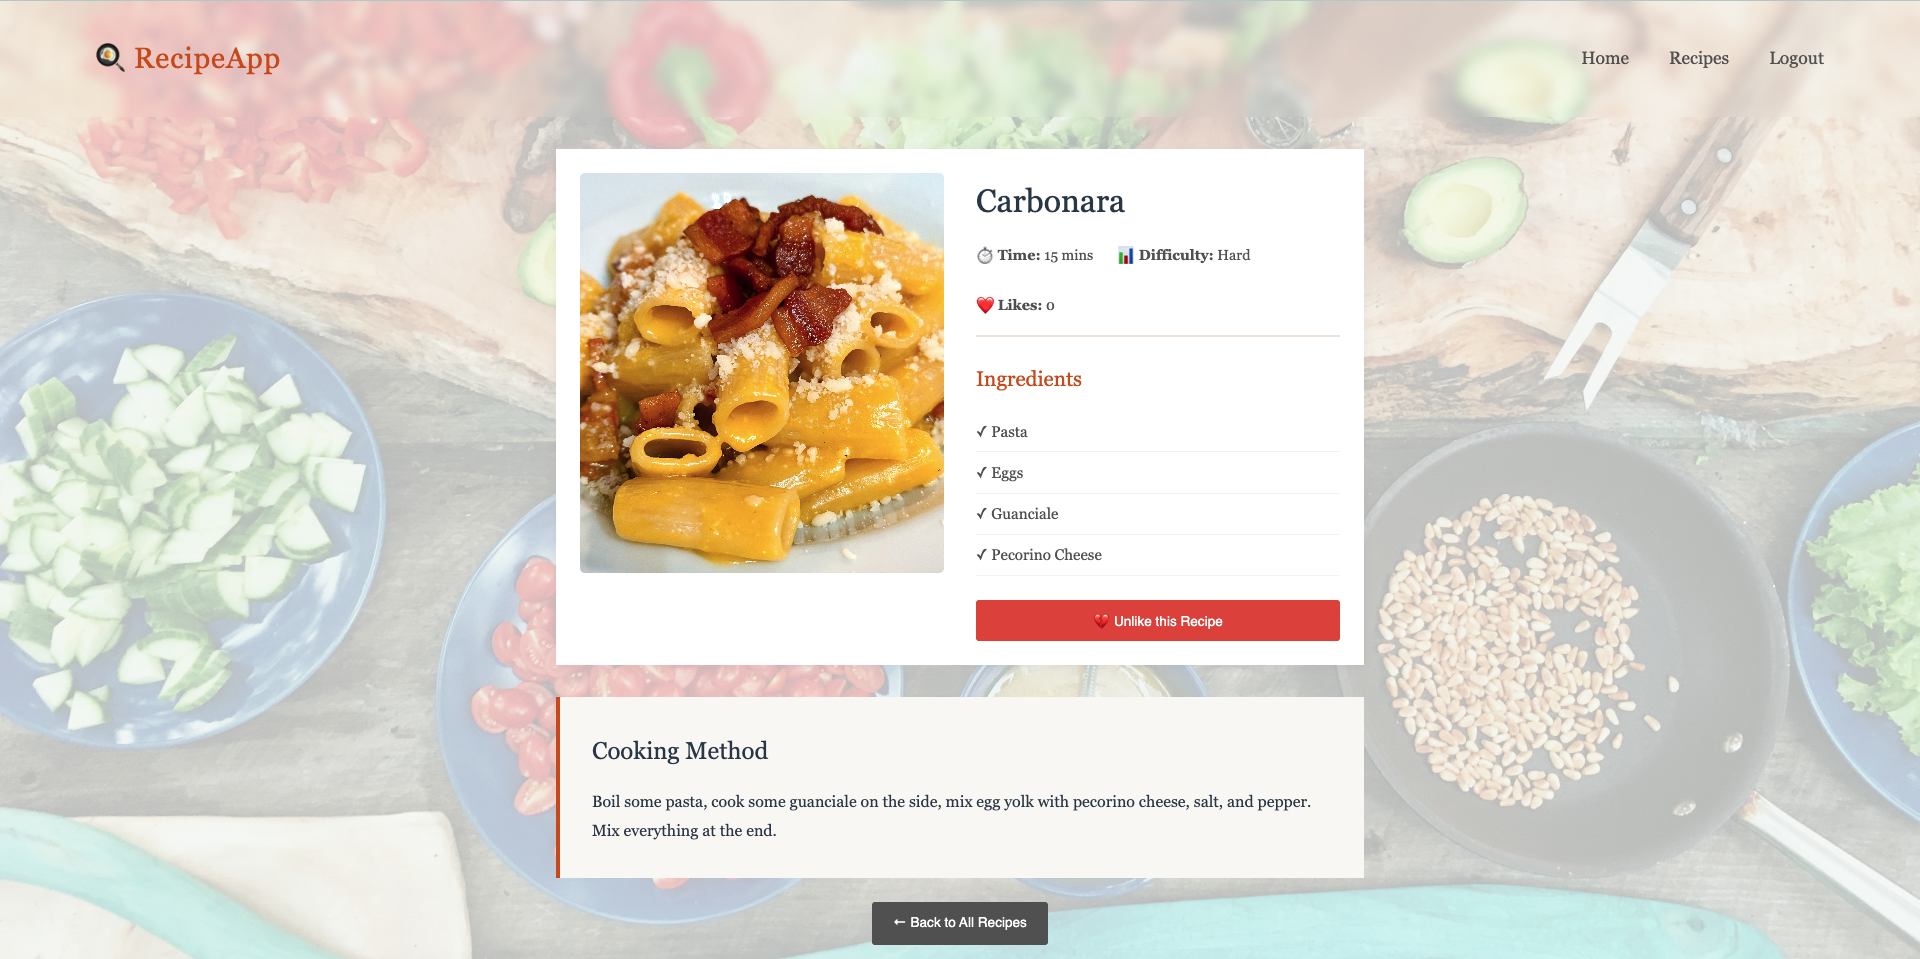 RecipeApp
Home Recipes Logout
Carbonara
Time: 15 mins Difficulty: Hard
Likes: 0
Ingredients
✓ Pasta
✓ Eggs
✓ Guanciale
✓ Pecorino Cheese
Unlike this Recipe
Cooking Method
Boil some pasta, cook some guanciale on the side, mix egg yolk with pecorino cheese, salt, and pepper.
Mix everything at the end.
← Back to All Recipes